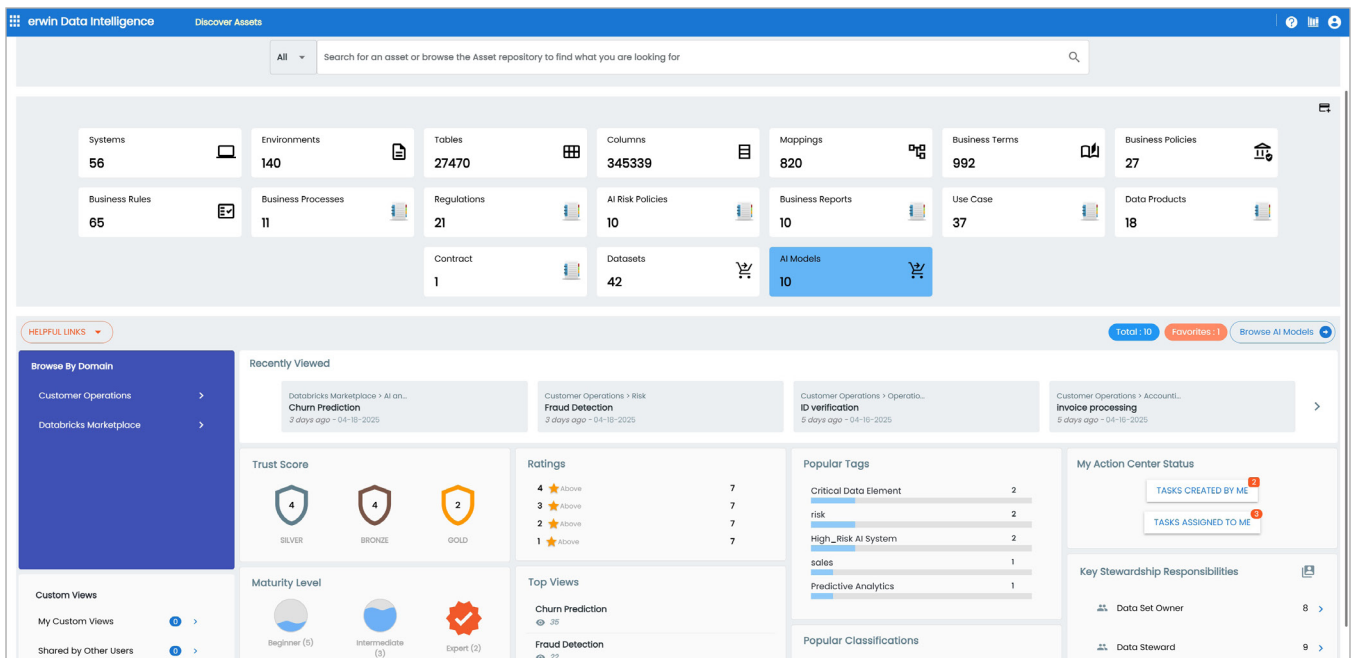 erwin Data Intelligence Discover Assets
All Search for an asset or browse the Asset repository to find what you are looking for
Systems
56
Environments
140
Tables
27470
Columns
345339
Mappings
820
Business Terms
992
Business Policies
27
Business Rules
65
Business Processes
11
Regulations
21
AI Risk Policies
10
Business Reports
10
Use Case
37
Data Products
18
Contract
1
Datasets
42
AI Models
10
HELPFUL LINKS
Total : 10 Favorites : 1 Browse AI Models
Browse By Domain
Customer Operations
Databricks Marketplace
Recently Viewed
Databricks Marketplace > AI an...
Churn Prediction
3 days ago - 04-18-2025
Customer Operations > Risk
Fraud Detection
3 days ago - 04-18-2025
Customer Operations > Operatio...
ID verification
5 days ago - 04-16-2025
Customer Operations > Accounti...
invoice processing
5 days ago - 04-16-2025
Trust Score
4 4 2
SILVER BRONZE GOLD
Ratings
4 Above 7
3 Above 7
2 Above 7
1 Above 7
Popular Tags
Critical Data Element 2
risk 2
High_Risk AI System 2
sales 1
Predictive Analytics 1
My Action Center Status
TASKS CREATED BY ME 2
TASKS ASSIGNED TO ME 3
Custom Views
My Custom Views 0
Shared by Other Users 0
Maturity Level
Beginner (5) Intermediate (3) Expert (2)
Top Views
Churn Prediction
35
Fraud Detection
22
Popular Classifications
Key Stewardship Responsibilities
Data Set Owner 8
Data Steward 9